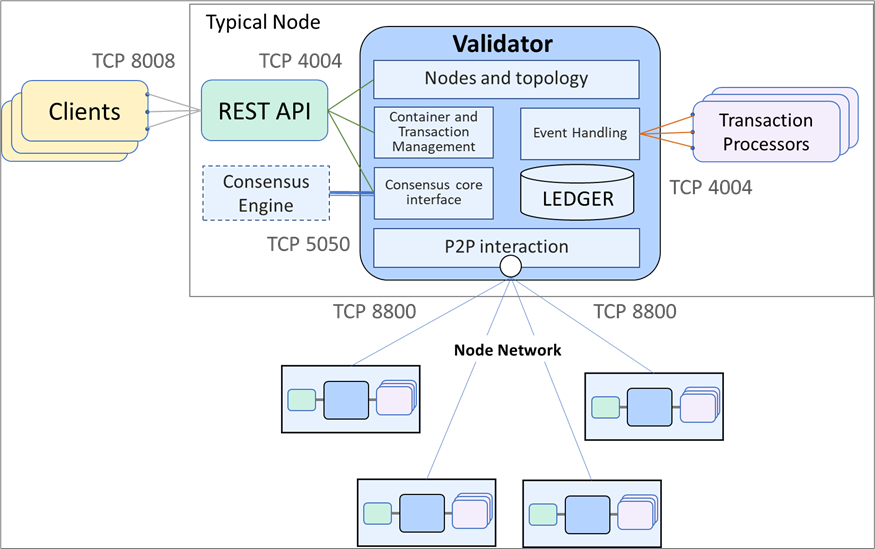 Typical Node
Validator
TCP 8008
TCP 4004
Nodes and topology
Clients
REST API
Container and
Transaction
Management
Event Handling
Transaction
Processors
Consensus
Engine
Consensus core
interface
LEDGER
TCP 4004
TCP 5050
P2P interaction
TCP 8800
TCP 8800
Node Network